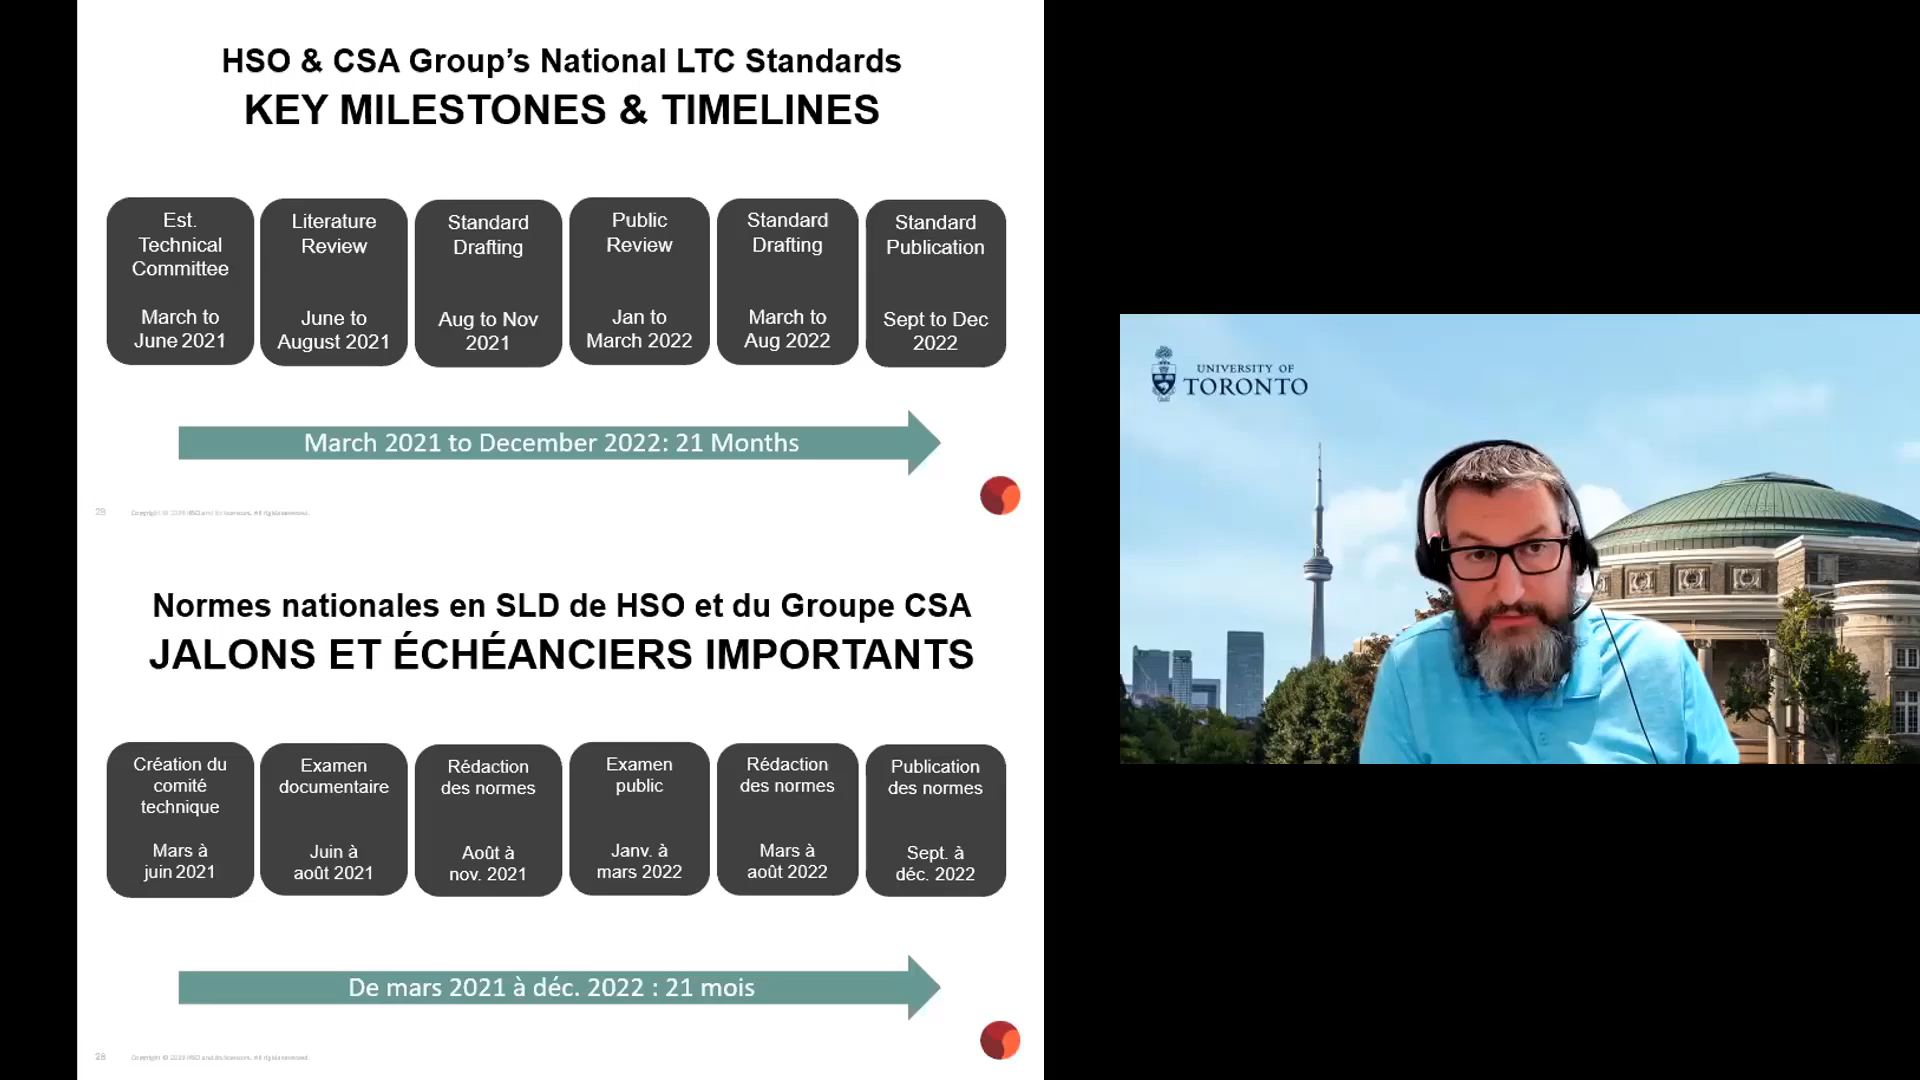 HSO & CSA Group’s National LTC Standards
KEY MILESTONES & TIMELINES
Est.
Technical
Committee
March to
June 2021
Literature
Review
June to
August 2021
Standard
Drafting
Aug to Nov
2021
Public
Review
Jan to
March 2022
Standard
Drafting
March to
Aug 2022
Standard
Publication
Sept to Dec
2022
March 2021 to December 2022: 21 Months
Normes nationales en SLD de HSO et du Groupe CSA
JALONS ET ÉCHÉANCIERS IMPORTANTS
Création du
comité
technique
Mars à
juin 2021
Examen
documentaire
Juin à
août 2021
Rédaction
des normes
Août à
nov. 2021
Examen
public
Janv. à
mars 2022
Rédaction
des normes
Mars à
août 2022
Publication
des normes
Sept. à
déc. 2022
De mars 2021 à déc. 2022 : 21 mois
28
UNIVERSITY OF
TORONTO